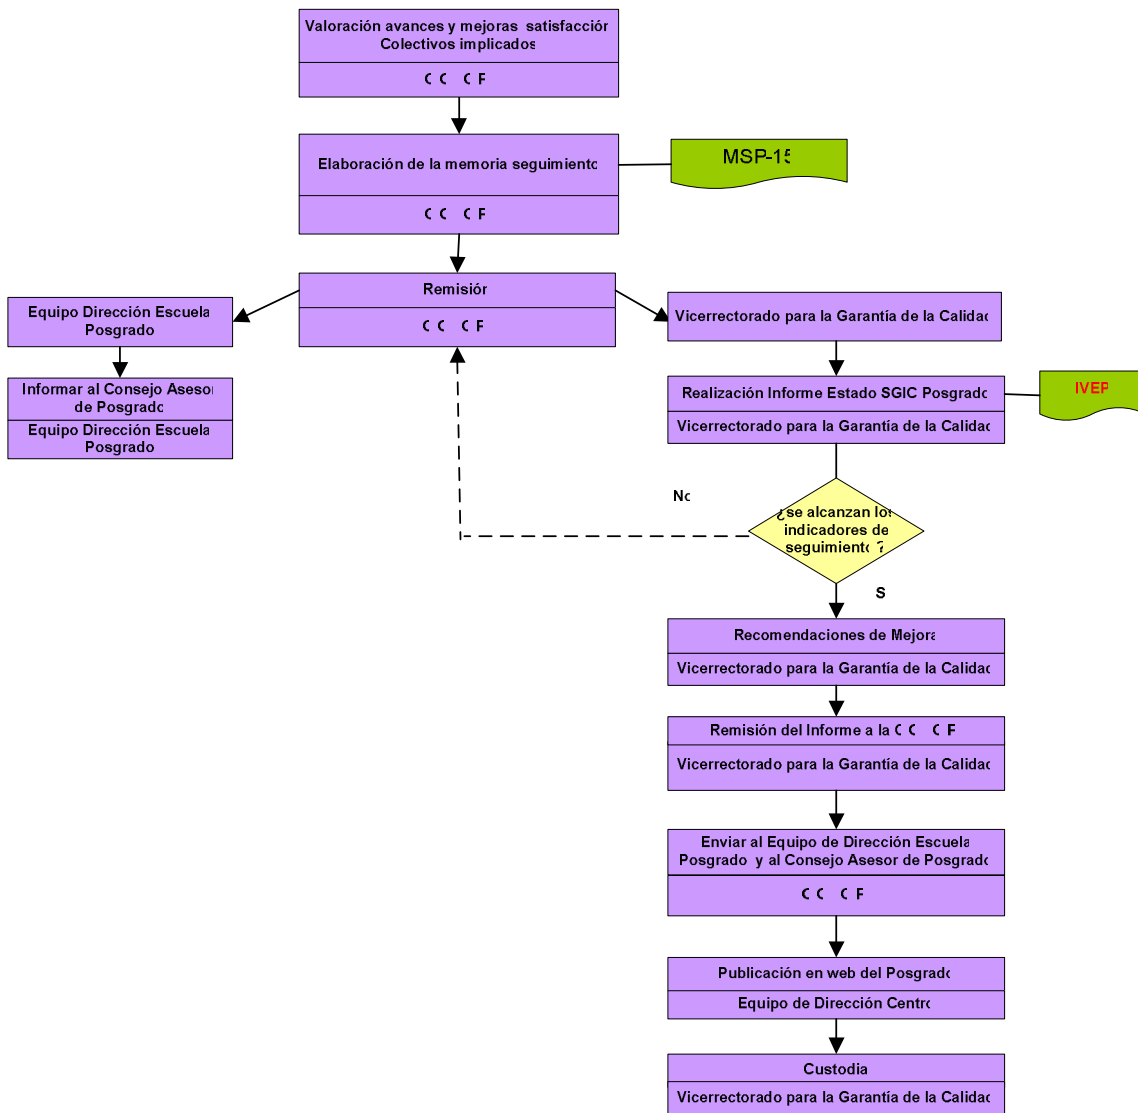 Valoración avances y mejoras satisfacción
Colectivos implicados
Elaboración de la memoria seguimiento
MSP-15
Remisión
Equipo Dirección Escuela
Posgrado
Informar al Consejo Asesor
de Posgrado
Equipo Dirección Escuela
Posgrado
Vicerrectorado para la Garantía de la Calidad
Realización Informe Estado SGIC Posgrado
Vicerrectorado para la Garantía de la Calidad
IVEP
No
¿se alcanzan los
indicadores de
seguimiento ?
S
Recomendaciones de Mejora
Vicerrectorado para la Garantía de la Calidad
Remisión del Informe a la
Vicerrectorado para la Garantía de la Calidad
Enviar al Equipo de Dirección Escuela
Posgrado y al Consejo Asesor de Posgrado
Publicación en web del Posgrado
Equipo de Dirección Centro
Custodia
Vicerrectorado para la Garantía de la Calidad